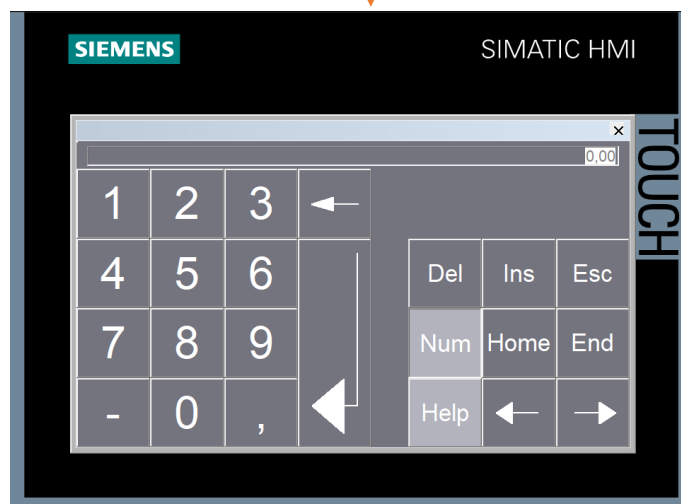 SIEMENS
SIMATIC HMI
TOUCH
×
0,00
1 2 3
4 5 6 Del Ins Esc
7 8 9 Num Home End
- 0 , Help